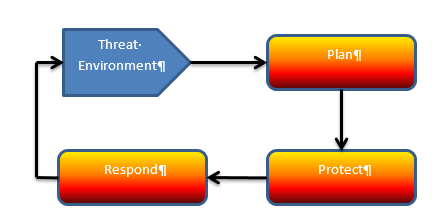 Threat·
Environment¶
Plan¶
Respond¶
Protect¶